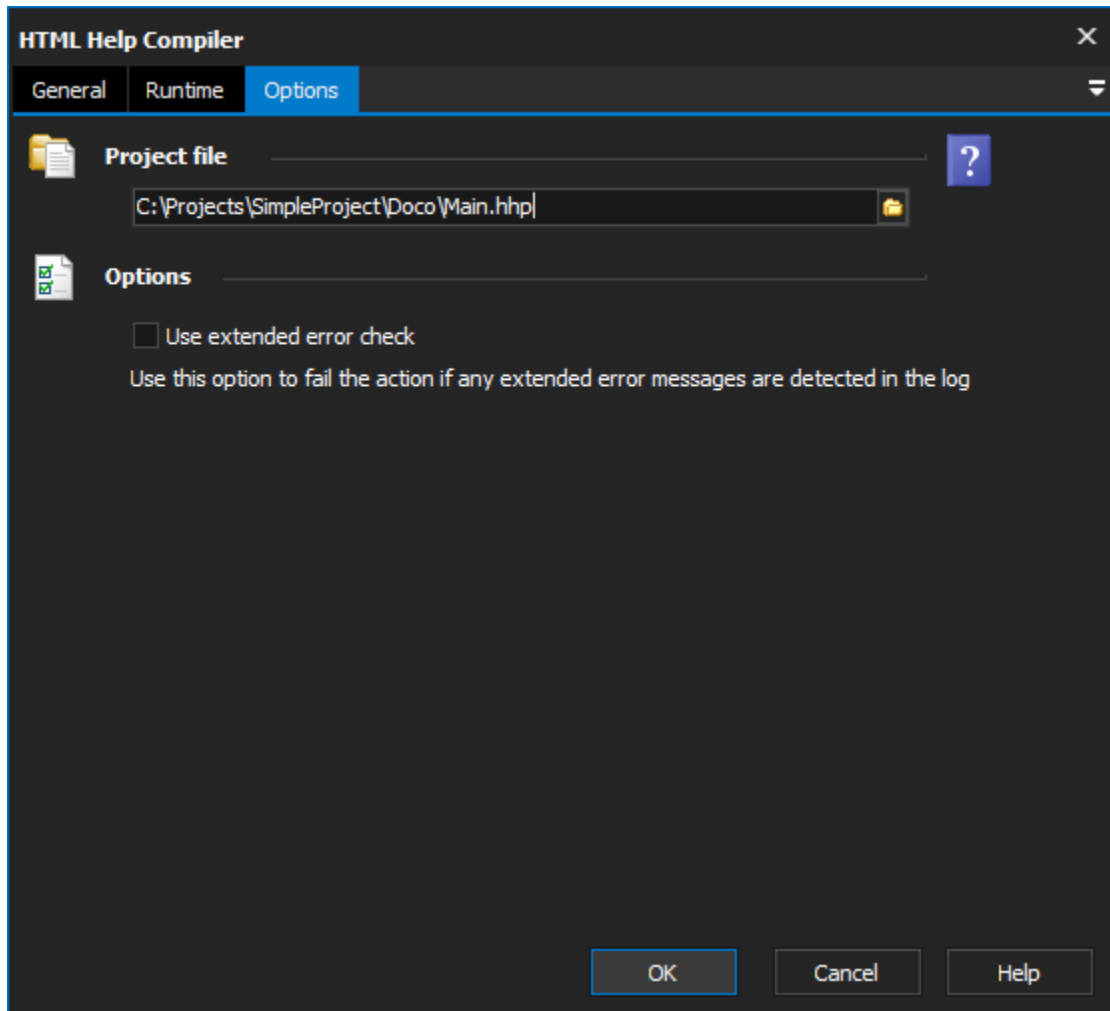 HTML Help Compiler
General Runtime Options
Project file
?
C:\Projects\SimpleProject\Doco\Main.hhp
Options
Use extended error check
Use this option to fail the action if any extended error messages are detected in the log
OK Cancel Help